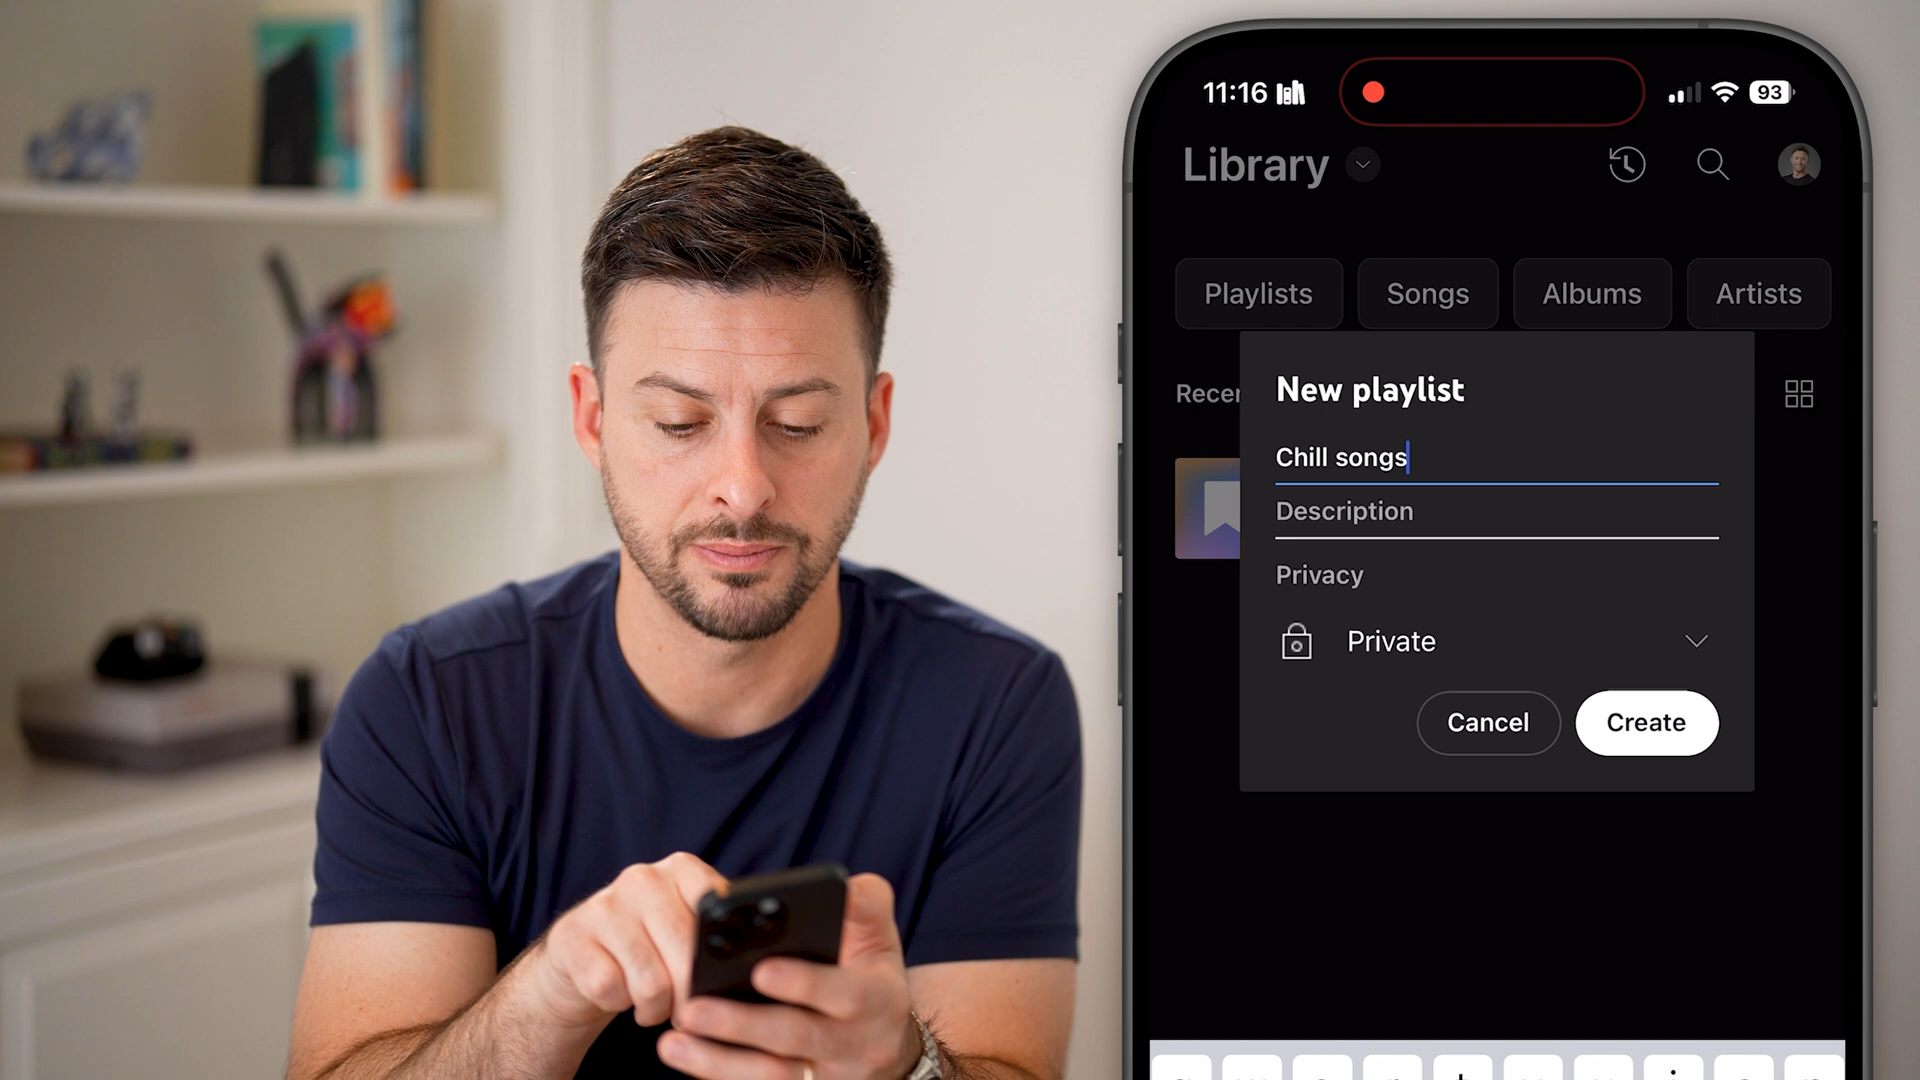 11:16
93
Library
Playlists
Songs
Albums
Artists
Recen
New playlist
Chill songs
Description
Privacy
Private
Cancel
Create